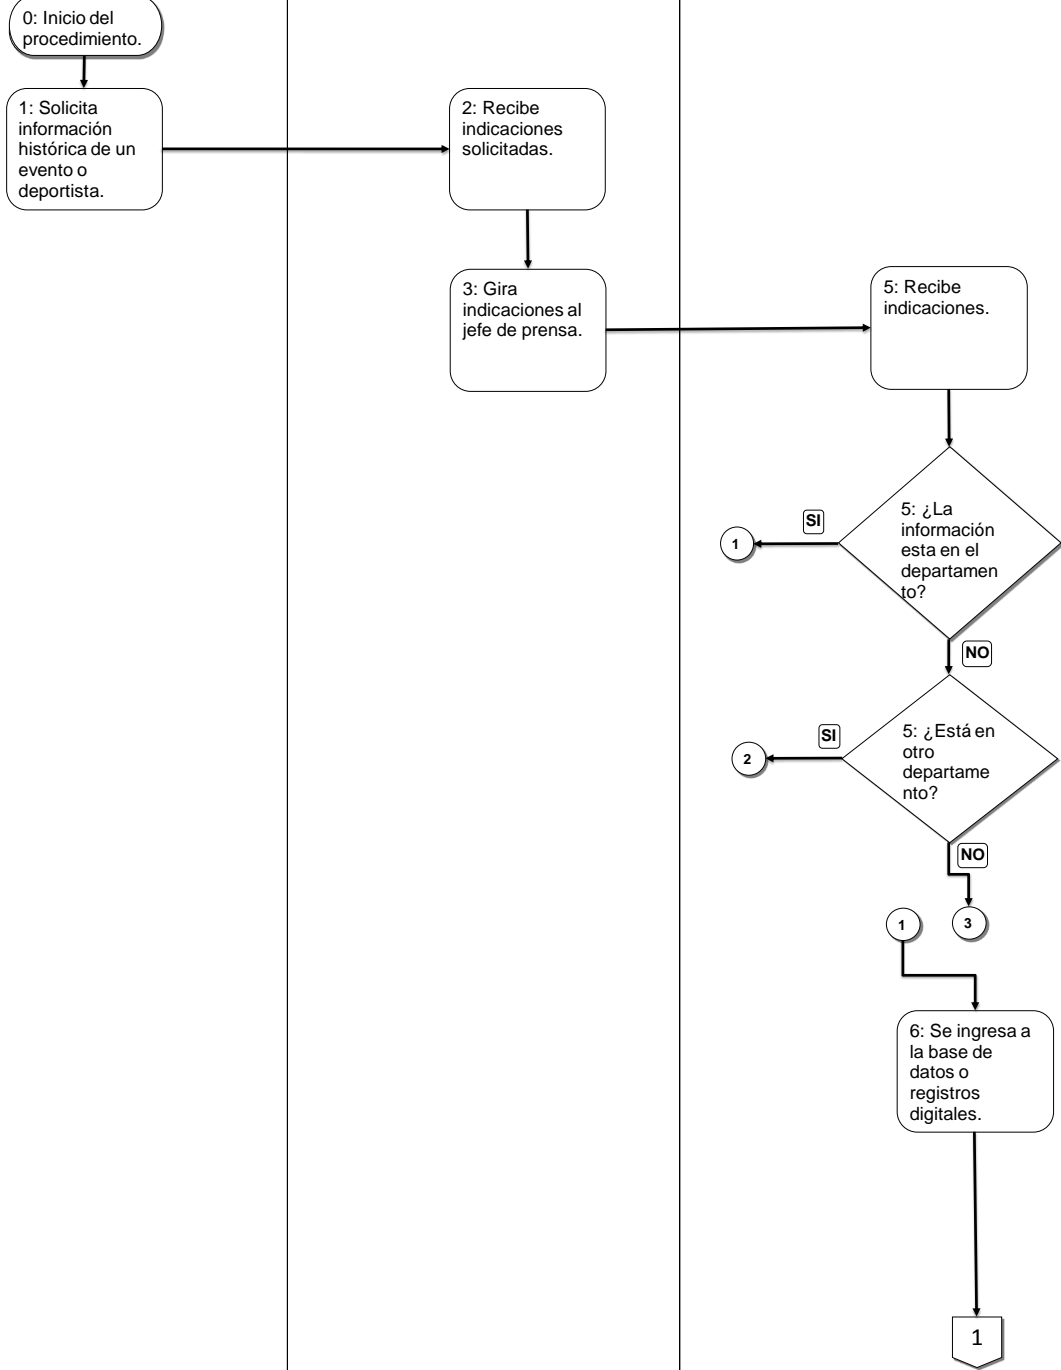 0: Inicio del
procedimiento.
1: Solicita
información
histórica de un
evento o
deportista.
2: Recibe
indicaciones
solicitadas.
3: Gira
indicaciones al
jefe de prensa.
5: Recibe
indicaciones.
5: ¿La
información
esta en el
departamen
to?
SI
1
NO
5: ¿Está en
otro
departame
nto?
SI
2
NO
1
3
6: Se ingresa a
la base de
datos o
registros
digitales.
1